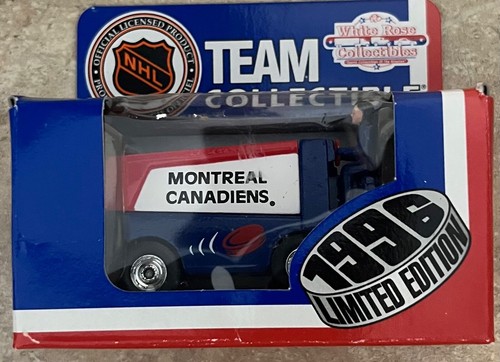 OFFICIAL LICENSED PRODUCT
NHL
TEAM
COLLECTIBLE
White Rose
Collectibles
MONTREAL
CANADIENS.
1996
LIMITED EDITION